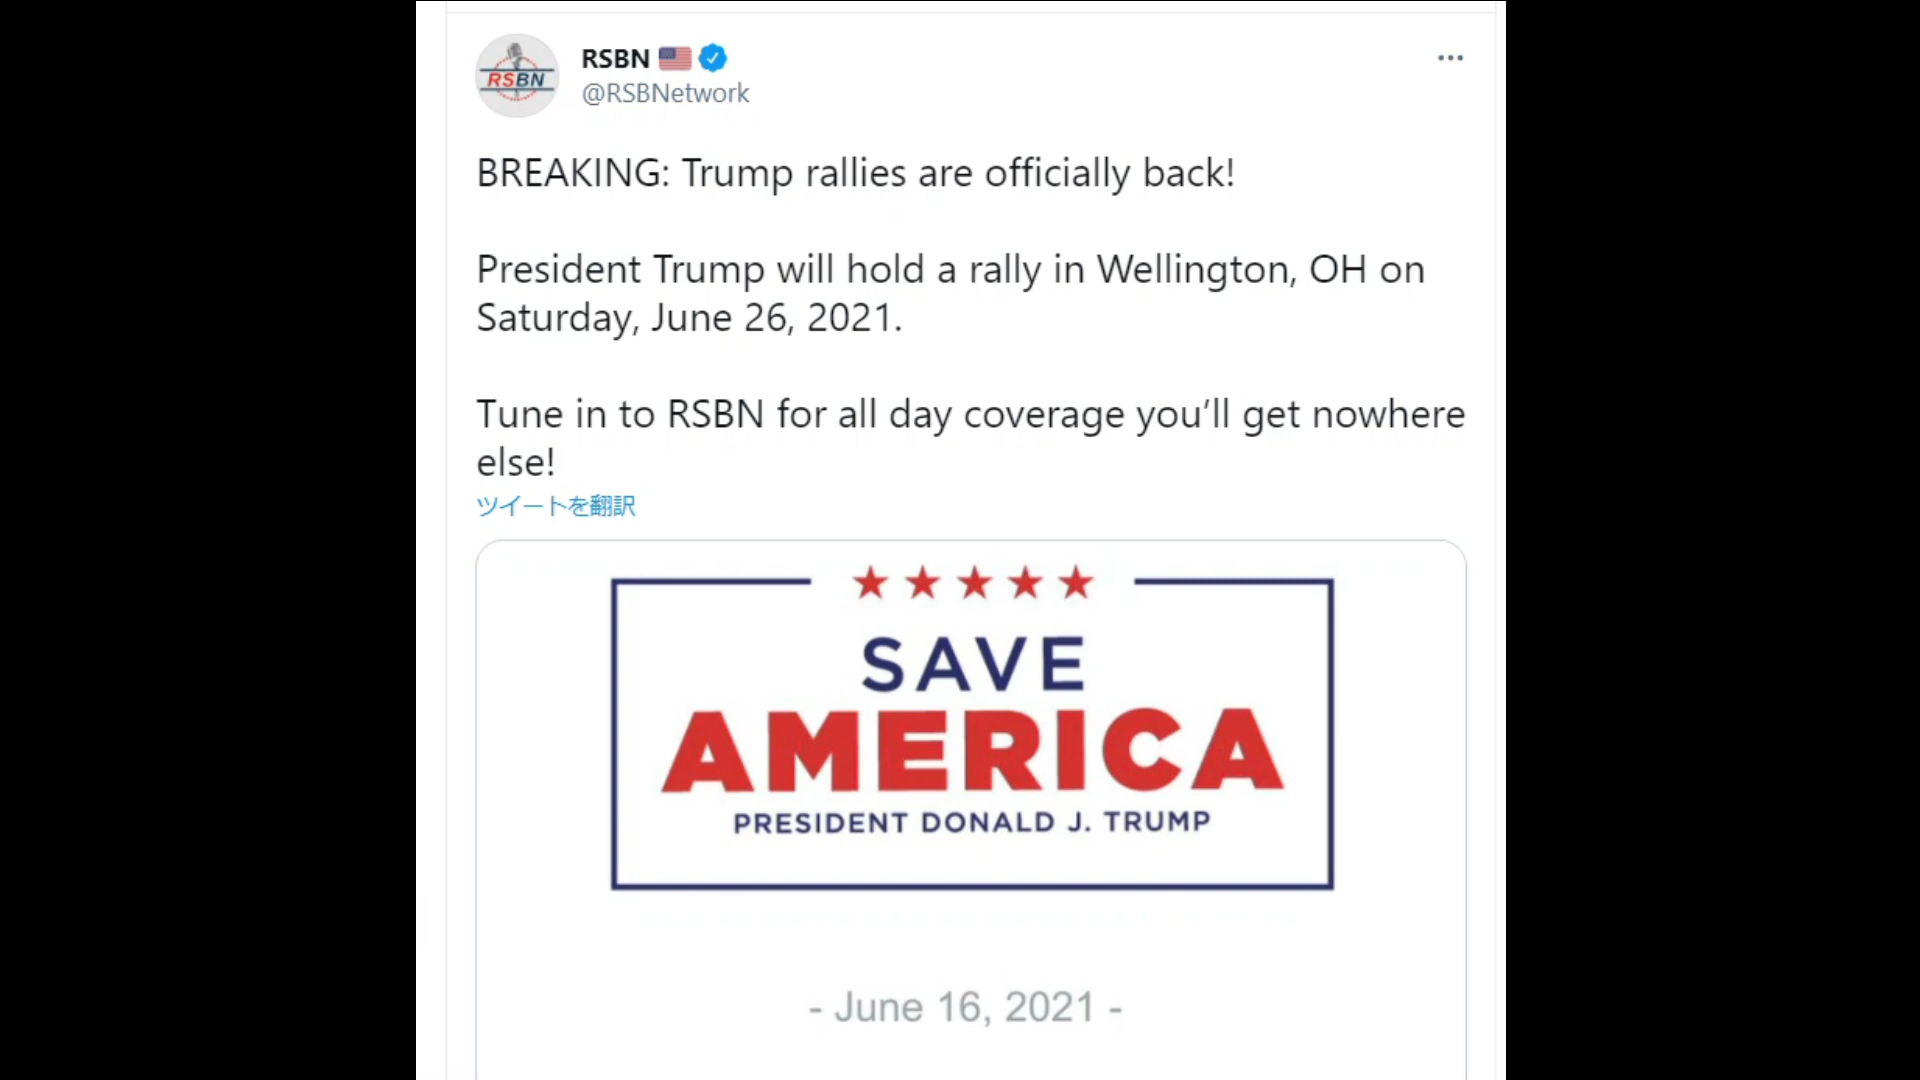 RSBN
RSBN 🇺🇸
@RSBNetwork
BREAKING: Trump rallies are officially back!
President Trump will hold a rally in Wellington, OH on
Saturday, June 26, 2021.
Tune in to RSBN for all day coverage you’ll get nowhere
else!
ツイートを翻訳
SAVE
AMERICA
PRESIDENT DONALD J. TRUMP
- June 16, 2021 -